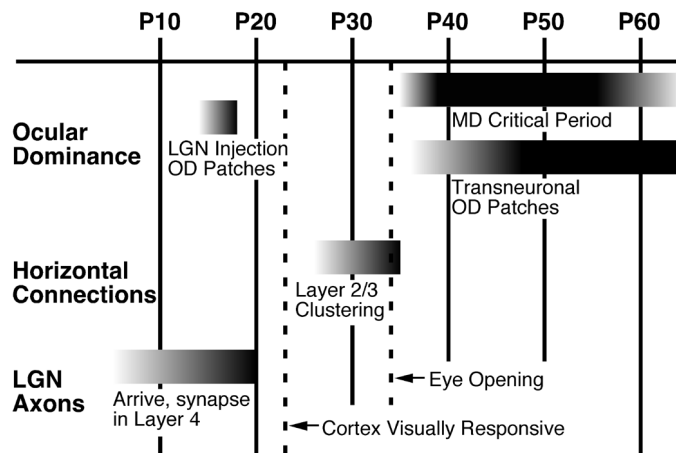 P10 P20 P30 P40 P50 P60
Ocular
Dominance
LGN Injection
OD Patches
MD Critical Period
Transneuronal
OD Patches
Horizontal
Connections
Layer 2/3
Clustering
LGN
Axons
Arrive, synapse
in Layer 4
Eye Opening
Cortex Visually Responsive